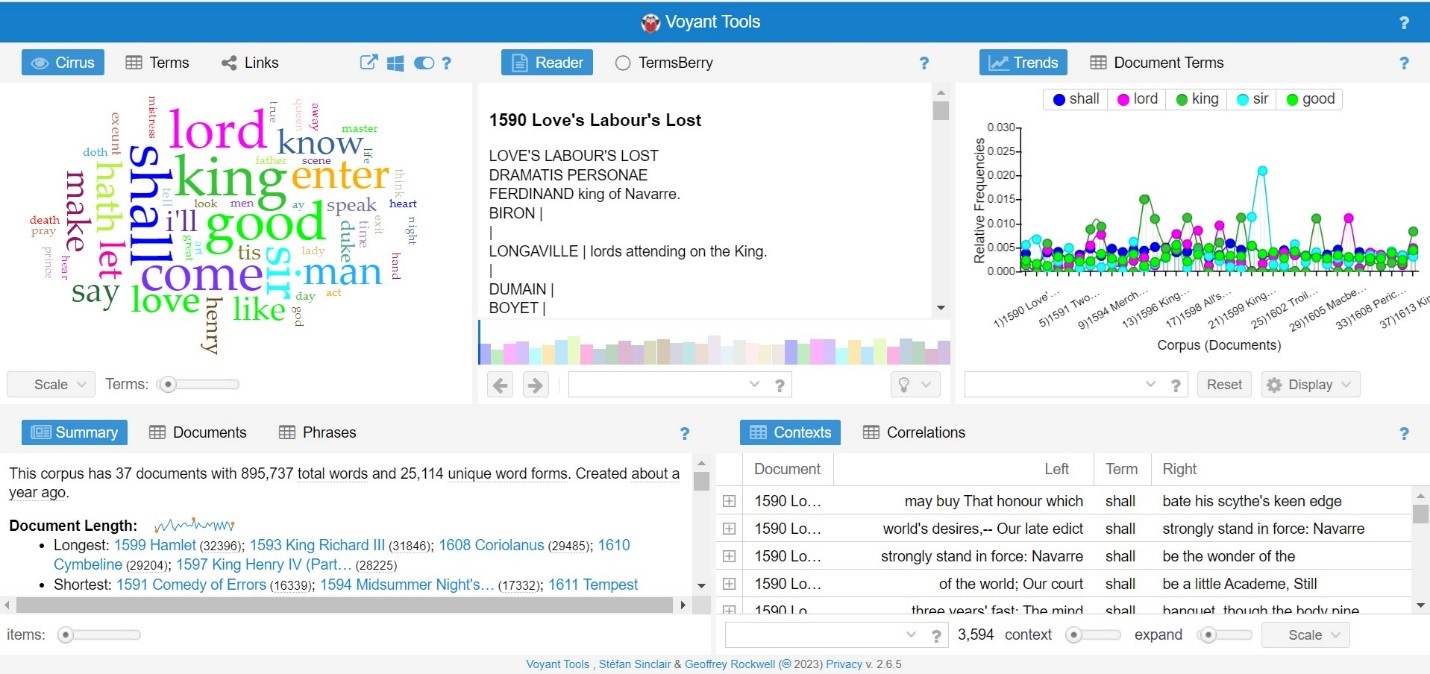 Voyant Tools ?
Cirrus Terms Links ?
Reader TermsBerry ?
Trends Document Terms ?
mistress true queen away
exeunt lord know master
doth father scene life
shall king enter think
hath tell look men ay speak heart
make i'll good night
death let great art tis lady duke time exit
pray
prince hear come sir man hand
say love henry like day act god
Scale Terms:
1590 Love's Labour's Lost
LOVE'S LABOUR'S LOST
DRAMATIS PERSONAE
FERDINAND king of Navarre.
BIRON |
|
LONGAVILLE | lords attending on the King.
|
DUMAIN |
BOYET |
?
shall lord king sir good
Relative Frequencies
0.030
0.025
0.020
0.015
0.010
0.005
0.000
1)1590 Love'… 5)1591 Two… 9)1594 Merch… 13)1596 King… 17)1598 All's… 21)1599 King… 25)1602 Troil… 29)1605 Macbe… 33)1608 Peric… 37)1613 Kin
Corpus (Documents)
? Reset Display
Summary Documents Phrases ?
This corpus has 37 documents with 895,737 total words and 25,114 unique word forms. Created about a
year ago.
Document Length:
• Longest: 1599 Hamlet (32396); 1593 King Richard III (31846); 1608 Coriolanus (29485); 1610
Cymbeline (29204); 1597 King Henry IV (Part… (28225)
• Shortest: 1591 Comedy of Errors (16339); 1594 Midsummer Night's… (17332); 1611 Tempest
items:
Contexts Correlations ?
Document Left Term Right
1590 Lo… may buy That honour which shall bate his scythe's keen edge
1590 Lo… world's desires,-- Our late edict shall strongly stand in force: Navarre
1590 Lo… strongly stand in force: Navarre shall be the wonder of the
1590 Lo… of the world; Our court shall be a little Academe, Still
1590 Lo three years' fast: The mind shall banquet, though the body pine
? 3,594 context expand Scale
Voyant Tools , Stéfan Sinclair & Geoffrey Rockwell (© 2023) Privacy v. 2.6.5